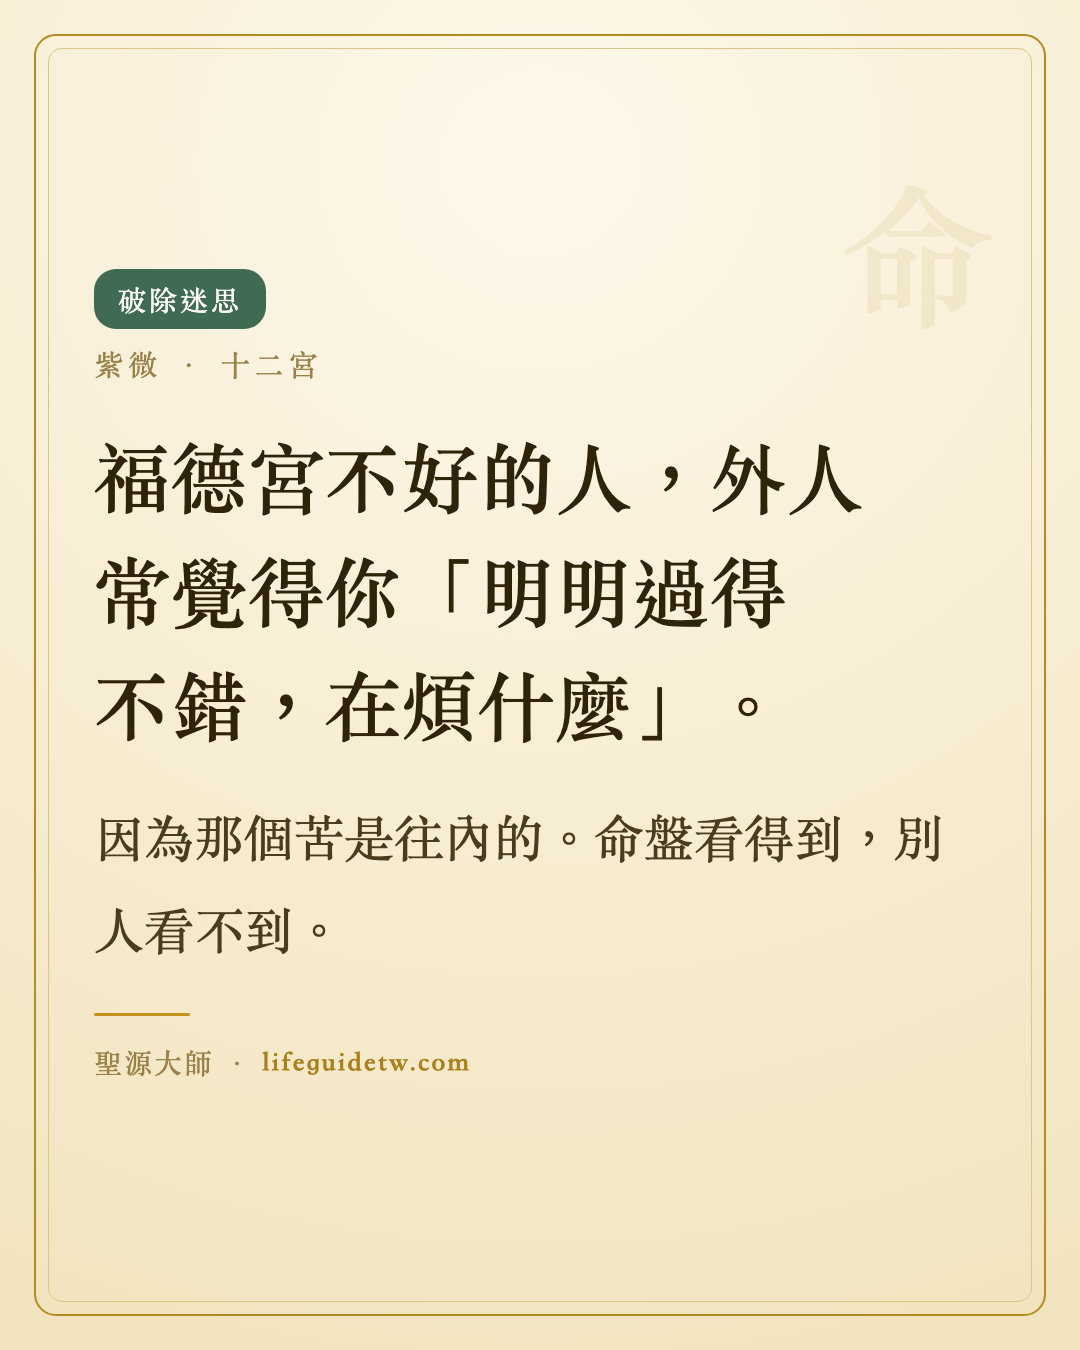 命
破除迷思
紫微 · 十二宮
福德宮不好的人，外人
常覺得你「明明過得
不錯，在煩什麼」。
因為那個苦是往內的。命盤看得到，別
人看不到。
聖源大師 · lifeguidetw.com